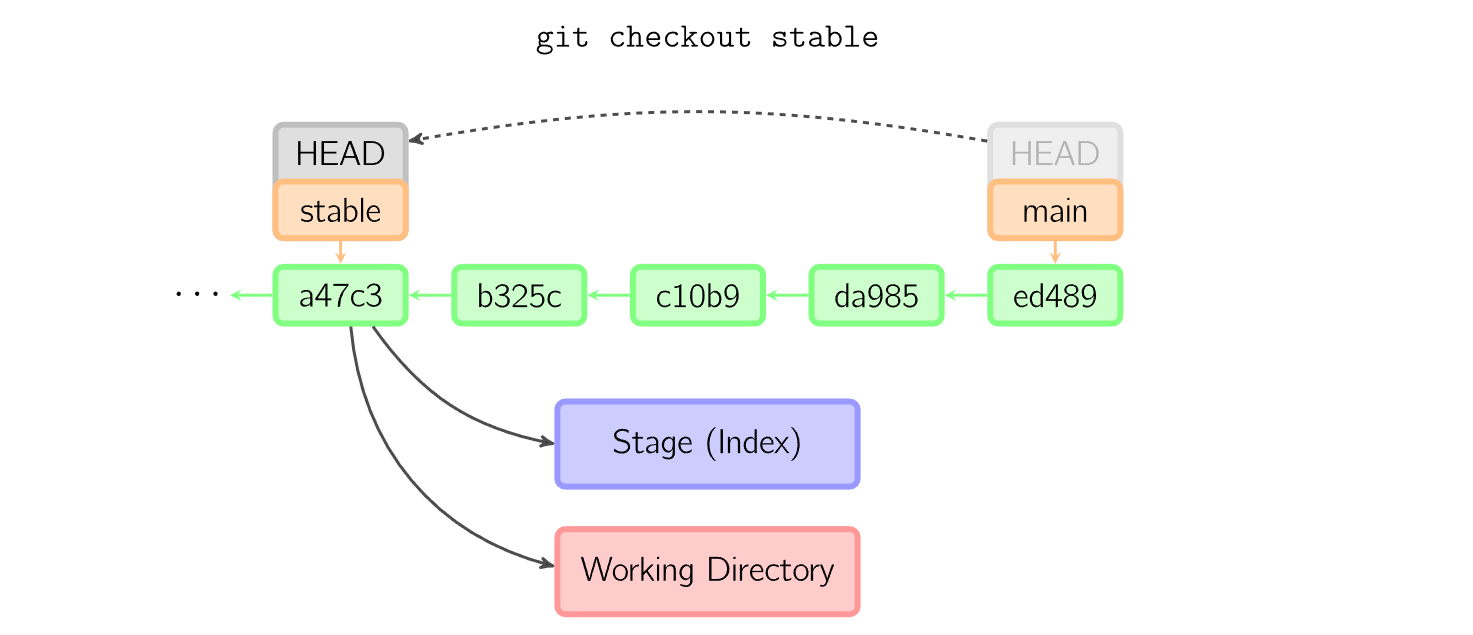 git checkout stable
HEAD HEAD
stable main
... a47c3 b325c c10b9 da985 ed489
Stage (Index)
Working Directory